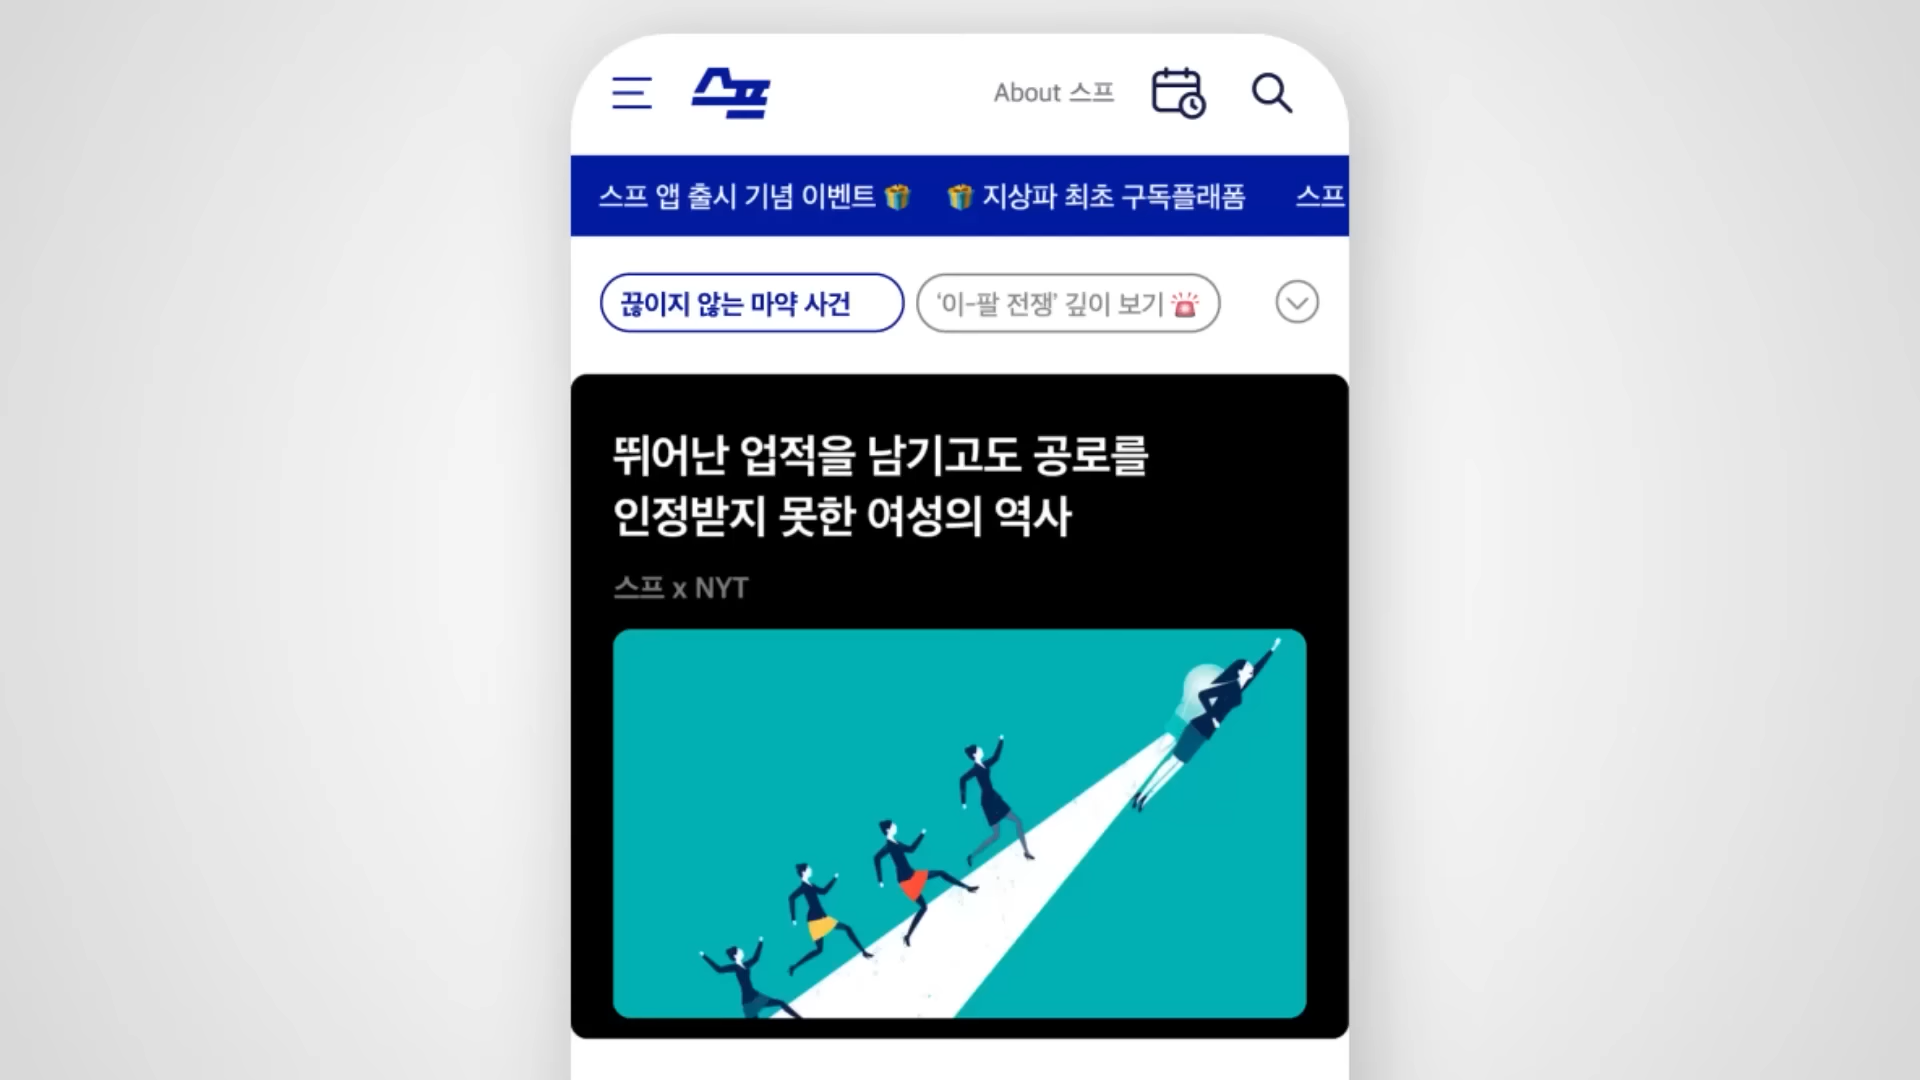 스프
About 스프
스프 앱 출시 기념 이벤트 🎁 🎁 지상파 최초 구독플래폼 스프
끊이지 않는 마약 사건
‘이-팔 전쟁’ 깊이 보기 🚨
뛰어난 업적을 남기고도 공로를
인정받지 못한 여성의 역사
스프 x NYT